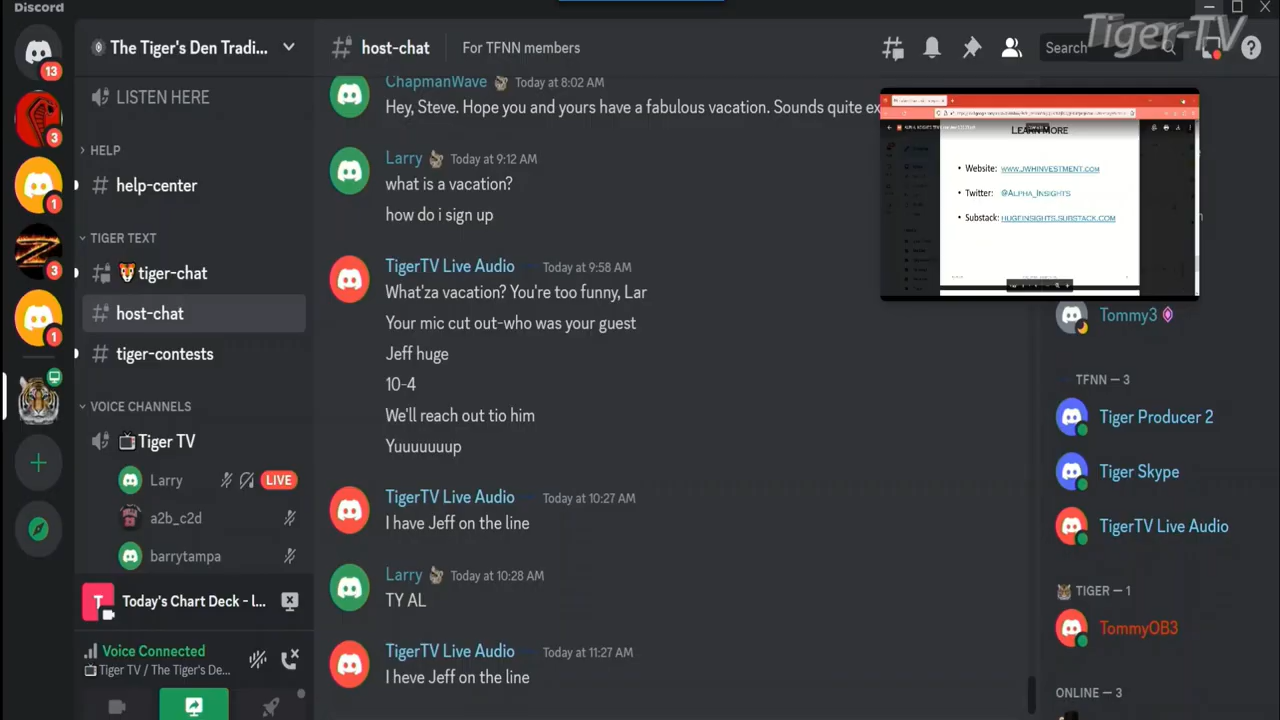 Discord
Tiger-TV
13
3
1
3
1
The Tiger's Den Tradi...
LISTEN HERE
HELP
help-center
TIGER TEXT
tiger-chat
host-chat
tiger-contests
VOICE CHANNELS
Tiger TV
Larry
LIVE
a2b_c2d
barrytampa
T
Today's Chart Deck - l...
Voice Connected
Tiger TV / The Tiger's De...
host-chat
For TFNN members
Search
ChapmanWave Today at 8:02 AM
Hey, Steve. Hope you and yours have a fabulous vacation. Sounds quite ex
Larry Today at 9:12 AM
what is a vacation?
how do i sign up
TigerTV Live Audio Today at 9:58 AM
What'za vacation? You're too funny, Lar
Your mic cut out-who was your guest
Jeff huge
10-4
We'll reach out tio him
Yuuuuuuup
TigerTV Live Audio Today at 10:27 AM
I have Jeff on the line
Larry Today at 10:28 AM
TY AL
TigerTV Live Audio Today at 11:27 AM
I heve Jeff on the line
LEARN MORE
• Website: WWW.JWHINVESTMENT.COM
• Twitter: @ALPHA_INSIGHTS
• Substack: HUGEINSIGHTS.SUBSTACK.COM
Tommy3
TFNN — 3
Tiger Producer 2
Tiger Skype
TigerTV Live Audio
TIGER — 1
TommyOB3
ONLINE — 3